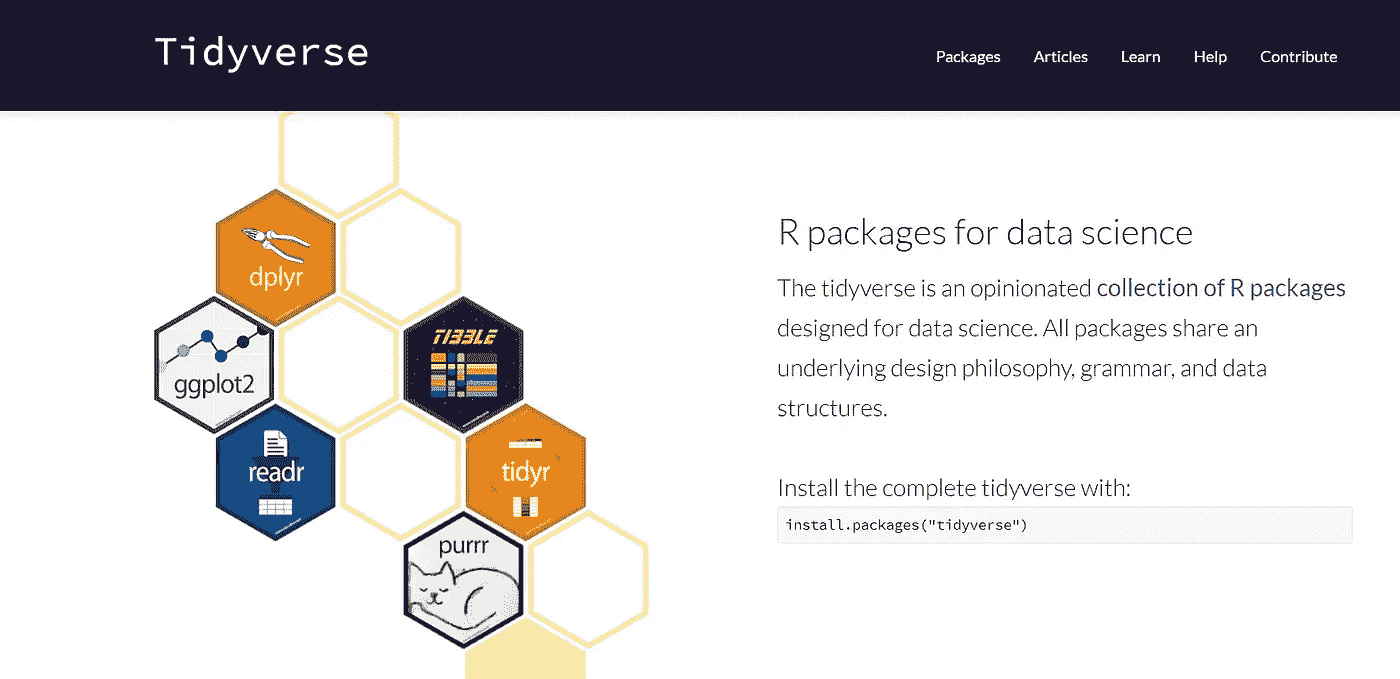 Tidyverse
Packages
Articles
Learn
Help
Contribute
dplyr
ggplot2
TIBBLE
readr
tidyr
purrr
R packages for data science
The tidyverse is an opinionated collection of R packages
designed for data science. All packages share an
underlying design philosophy, grammar, and data
structures.
Install the complete tidyverse with:
install.packages("tidyverse")